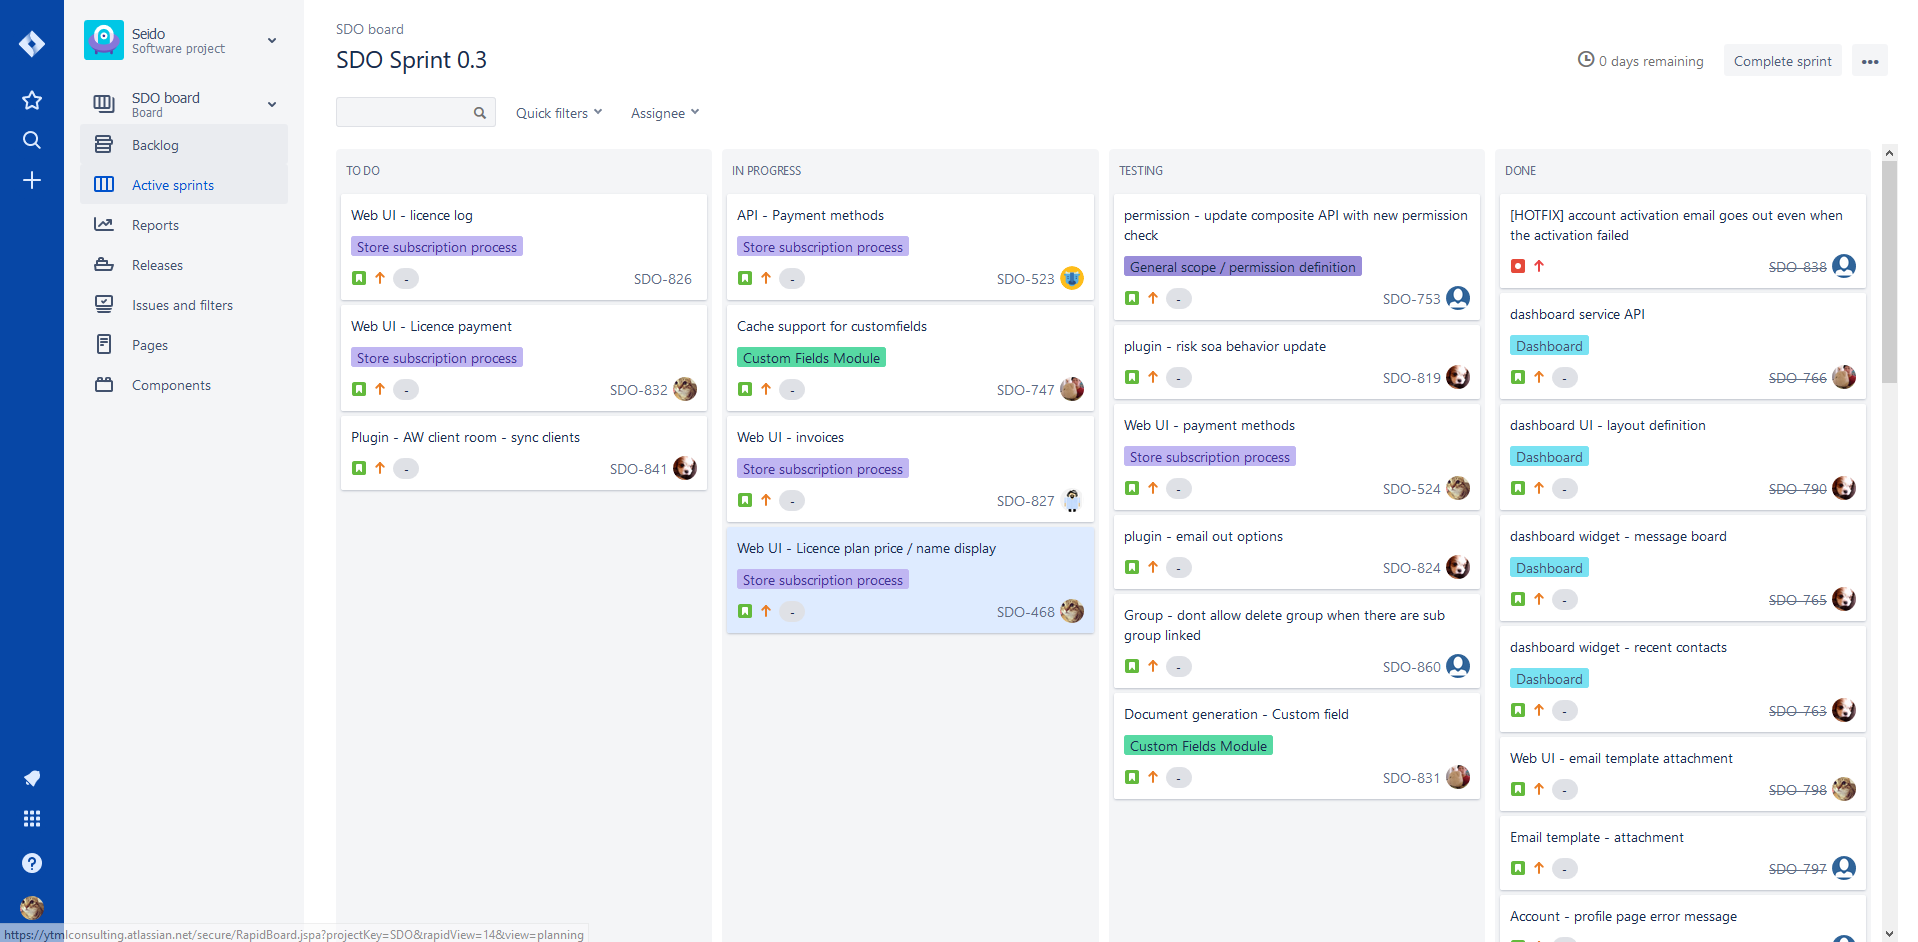 Seido
Software project
SDO board
Board
Backlog
Active sprints
Reports
Releases
Issues and filters
Pages
Components
SDO board
SDO Sprint 0.3
0 days remaining
Complete sprint
Quick filters
Assignee
TO DO
Web UI - licence log
Store subscription process
-
SDO-826
Web UI - Licence payment
Store subscription process
-
SDO-832
Plugin - AW client room - sync clients
-
SDO-841
IN PROGRESS
API - Payment methods
Store subscription process
-
SDO-523
Cache support for customfields
Custom Fields Module
-
SDO-747
Web UI - invoices
Store subscription process
-
SDO-827
Web UI - Licence plan price / name display
Store subscription process
-
SDO-468
TESTING
permission - update composite API with new permission
check
General scope / permission definition
-
SDO-753
plugin - risk soa behavior update
-
SDO-819
Web UI - payment methods
Store subscription process
-
SDO-524
plugin - email out options
-
SDO-824
Group - dont allow delete group when there are sub
group linked
-
SDO-860
Document generation - Custom field
Custom Fields Module
-
SDO-831
DONE
[HOTFIX] account activation email goes out even when
the activation failed
SDO-838
dashboard service API
Dashboard
-
SDO-766
dashboard UI - layout definition
Dashboard
-
SDO-790
dashboard widget - message board
Dashboard
-
SDO-765
dashboard widget - recent contacts
Dashboard
-
SDO-763
Web UI - email template attachment
-
SDO-798
Email template - attachment
-
SDO-797
Account - profile page error message
https://ytmlconsulting.atlassian.net/secure/RapidBoard.jspa?projectKey=SDO&rapidView=14&view=planning